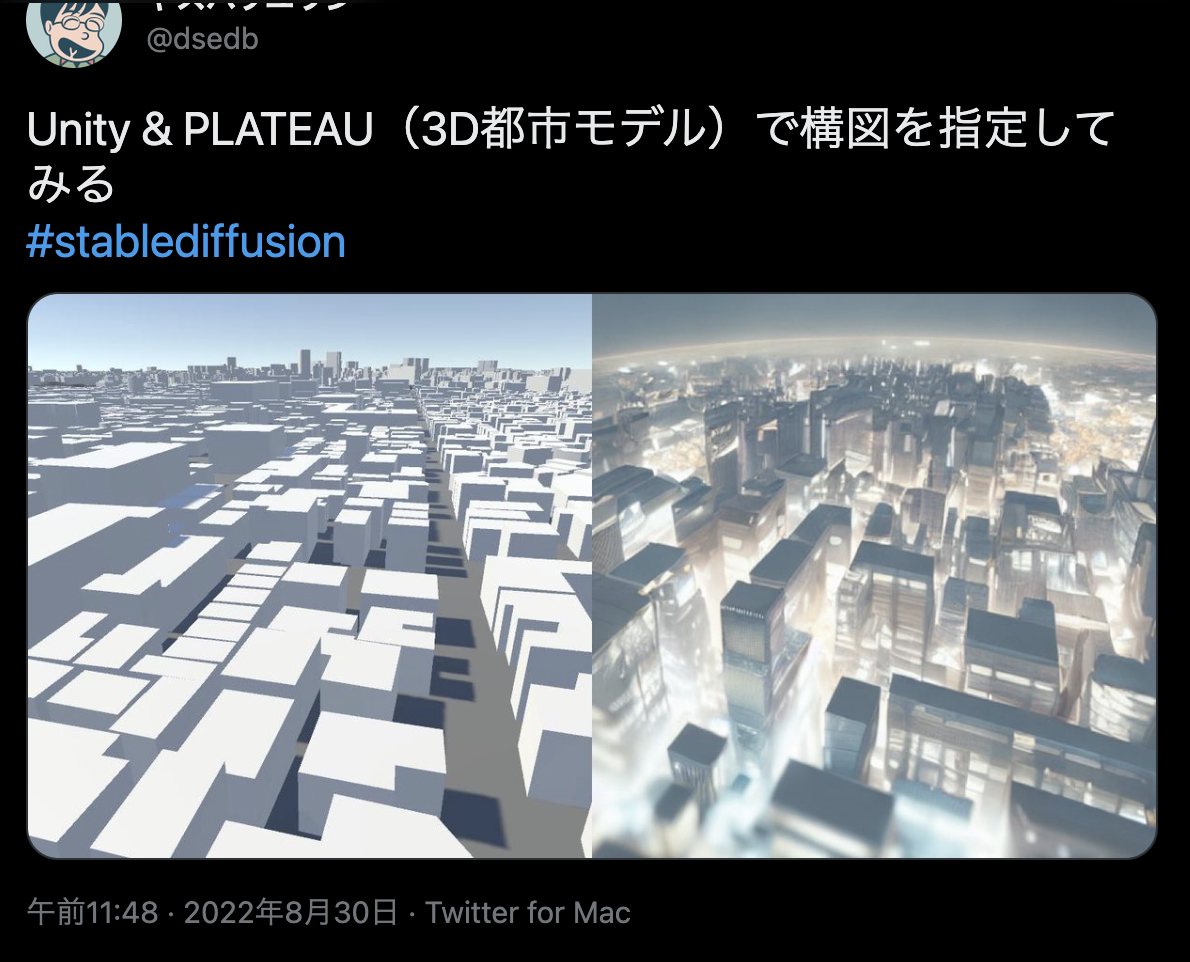 @dsedb
Unity & PLATEAU（3D都市モデル）で構図を指定して
みる
#stablediffusion
午前11:48 · 2022年8月30日 · Twitter for Mac